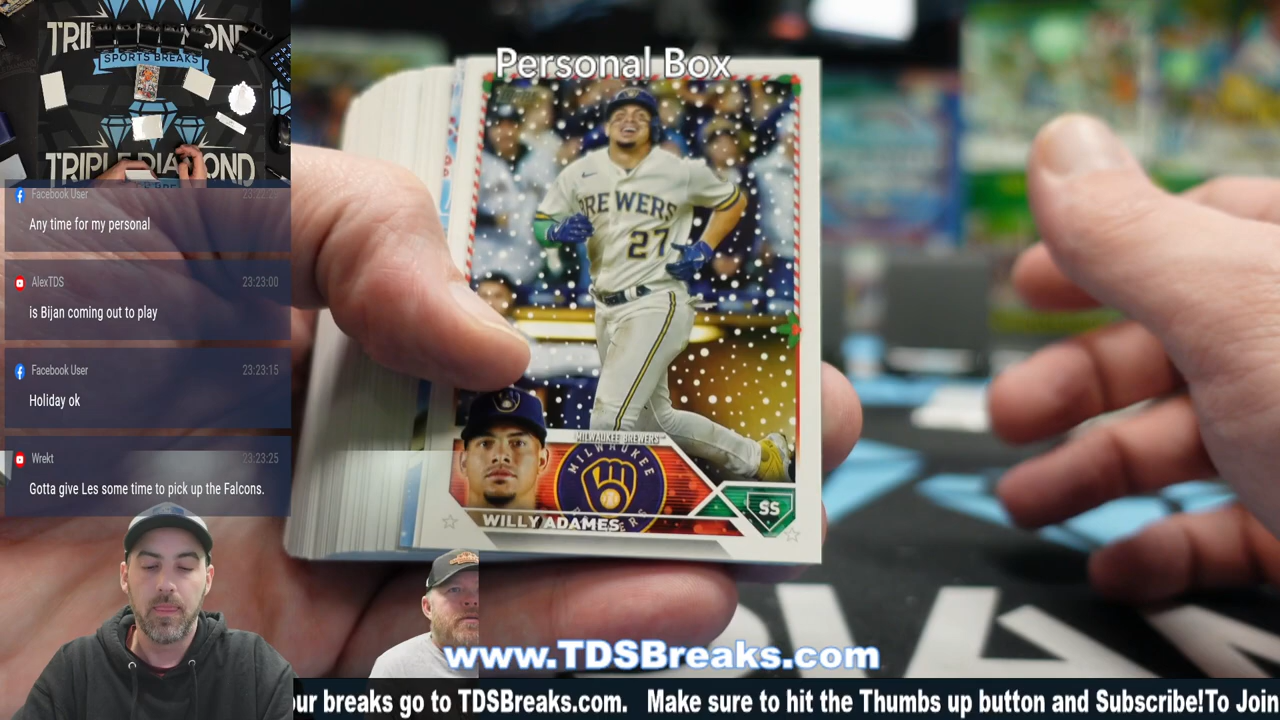 Personal Box
TRIPLE DIAMOND
SPORTS BREAKS
TRIPLE DIAMOND
Facebook User
Any time for my personal
AlexTDS 23:23:00
is Bijan coming out to play
Facebook User 23:23:15
Holiday ok
Wrekt 23:23:25
Gotta give Les some time to pick up the Falcons.
BREWERS
27
MILWAUKEE BREWERS
MILWAUKEE
WILLY ADAMES
SS
www.TDSBreaks.com
our breaks go to TDSBreaks.com. Make sure to hit the Thumbs up button and Subscribe!To Join